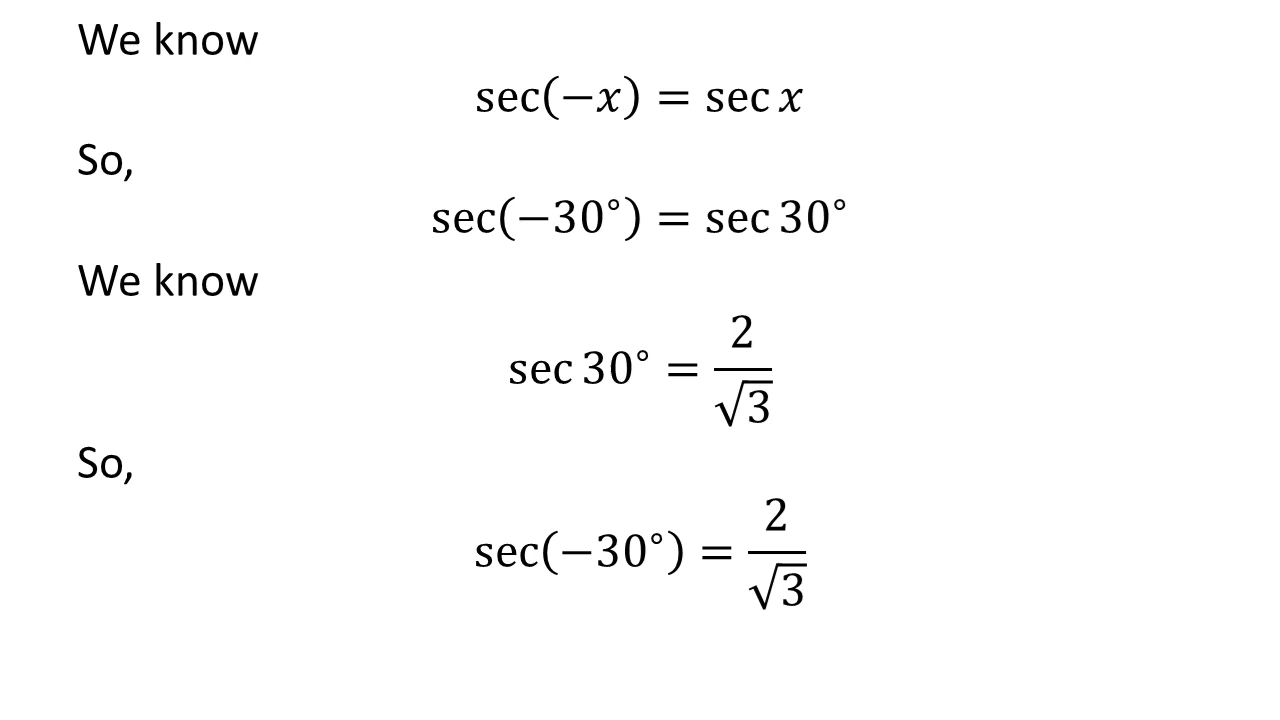 We know
sec(−x) = sec x
So,
sec(−30°) = sec 30°
We know
sec 30° = 2/√3
So,
sec(−30°) = 2/√3